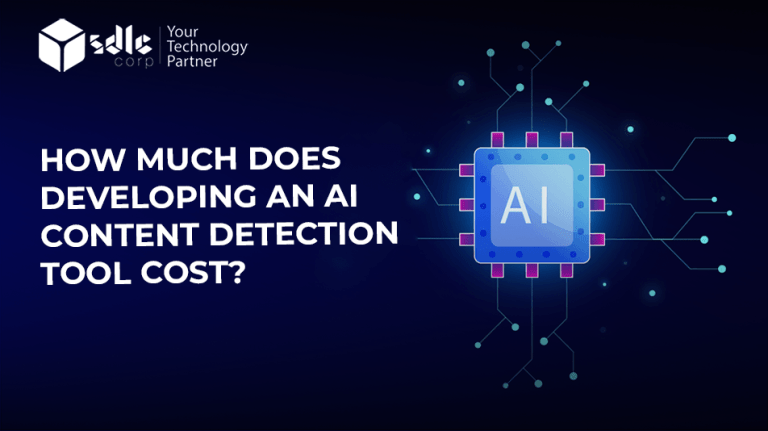 sdlc
corp
Your
Technology
Partner
HOW MUCH DOES
DEVELOPING AN AI
CONTENT DETECTION
TOOL COST?
AI